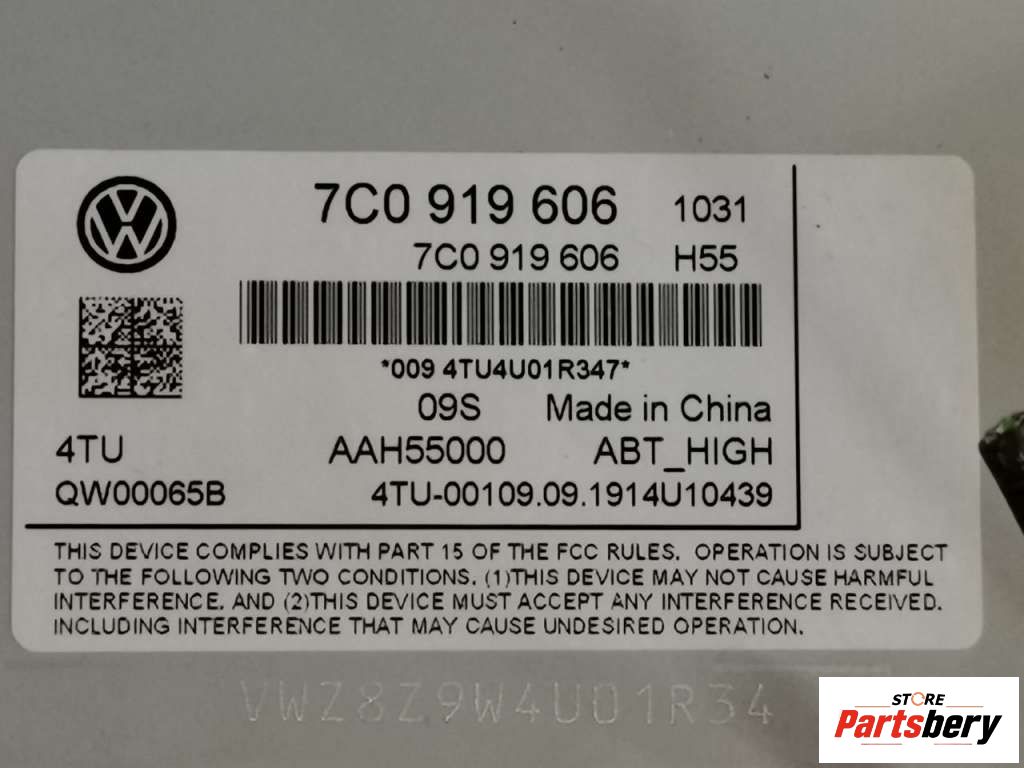 7C0 919 606 1031
7C0 919 606 H55
*009 4TU4U01R347*
09S Made in China
4TU AAH55000 ABT_HIGH
QW00065B 4TU-00109.09.1914U10439
THIS DEVICE COMPLIES WITH PART 15 OF THE FCC RULES. OPERATION IS SUBJECT
TO THE FOLLOWING TWO CONDITIONS. (1)THIS DEVICE MAY NOT CAUSE HARMFUL
INTERFERENCE. AND (2)THIS DEVICE MUST ACCEPT ANY INTERFERENCE RECEIVED.
INCLUDING INTERFERENCE THAT MAY CAUSE UNDESIRED OPERATION.
VWZ8Z9W4U01R34
STORE
Partsbery